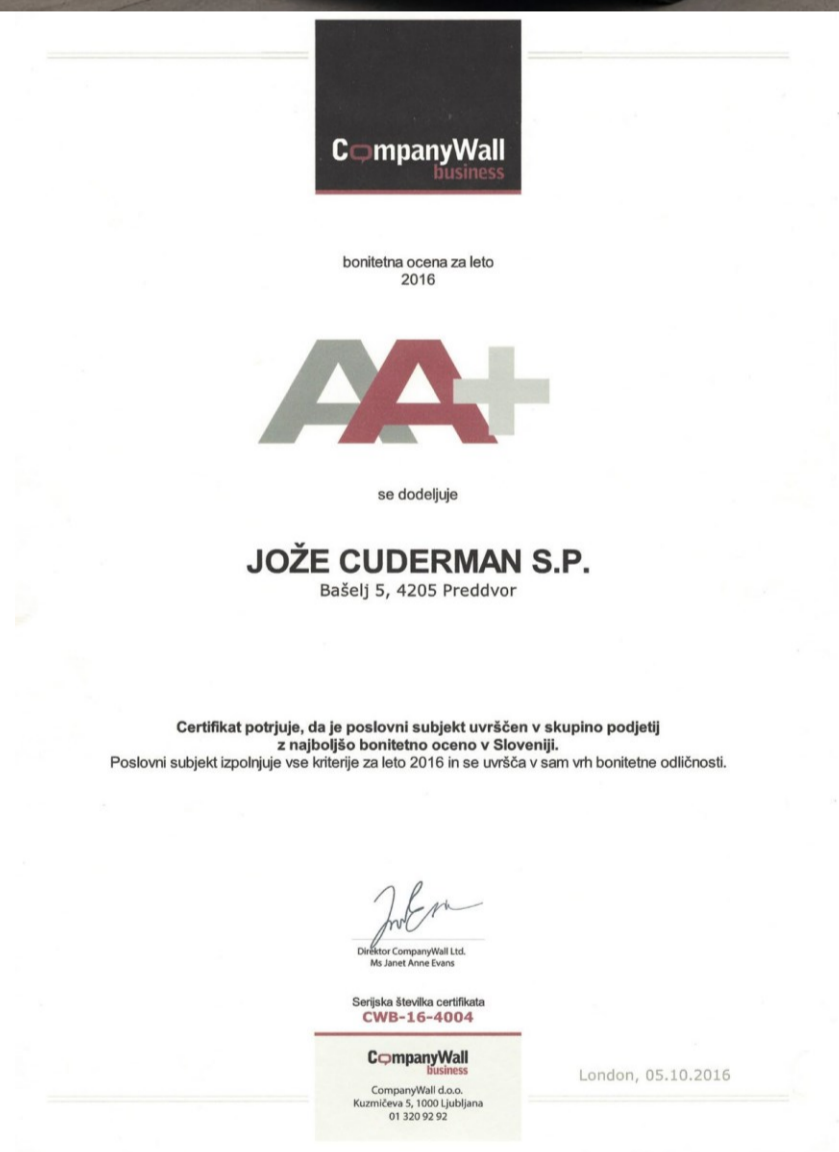 CompanyWall
business
bonitetna ocena za leto
2016
AA+
se dodeljuje
JOŽE CUDERMAN S.P.
Bašelj 5, 4205 Preddvor
Certifikat potrjuje, da je poslovni subjekt uvrščen v skupino podjetij
z najboljšo bonitetno oceno v Sloveniji.
Poslovni subjekt izpolnjuje vse kriterije za leto 2016 in se uvršča v sam vrh bonitetne odličnosti.
Direktor CompanyWall Ltd.
Ms Janet Anne Evans
Serijska številka certifikata
CWB-16-4004
CompanyWall
business
CompanyWall d.o.o.
Kuzmičeva 5, 1000 Ljubljana
01 320 92 92
London, 05.10.2016